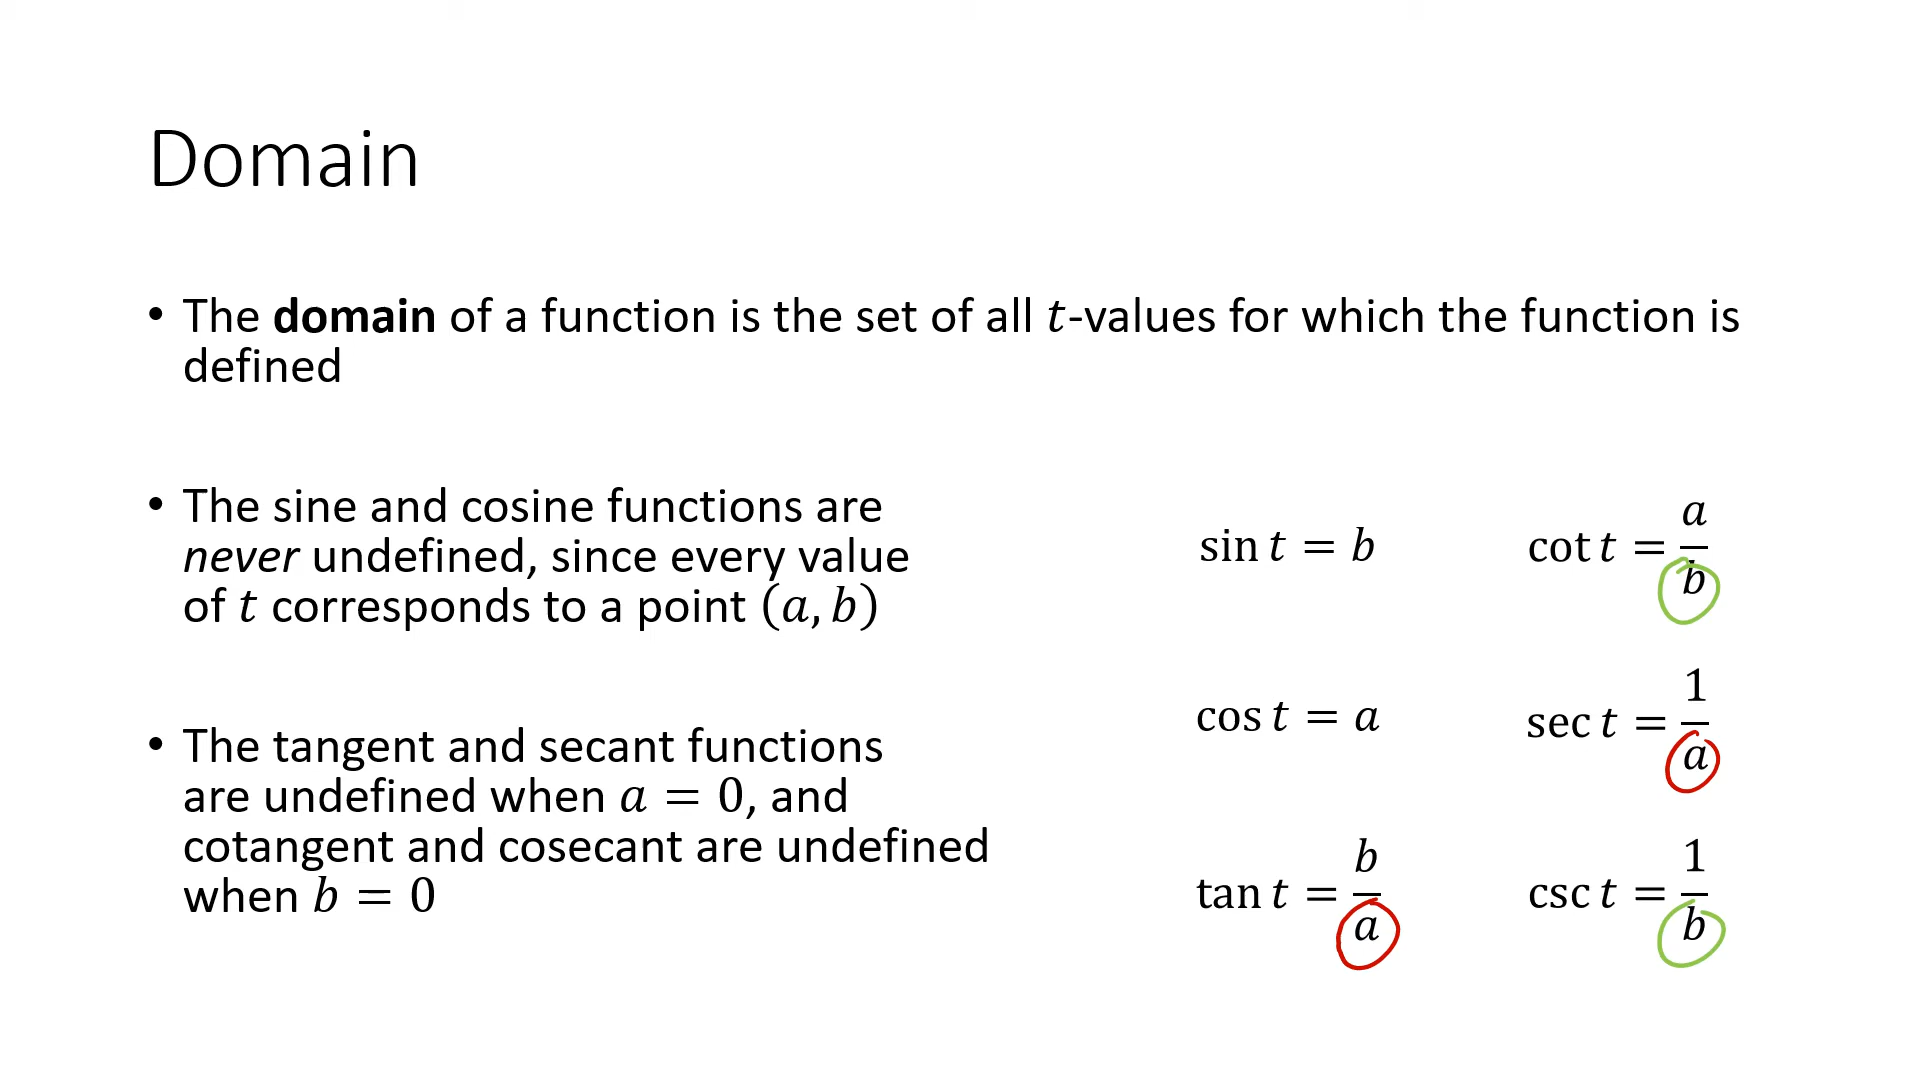 Domain
• The domain of a function is the set of all t-values for which the function is
defined
• The sine and cosine functions are
never undefined, since every value
of t corresponds to a point (a, b)
• The tangent and secant functions
are undefined when a = 0, and
cotangent and cosecant are undefined
when b = 0
sin t = b
cot t = a/b
cos t = a
sec t = 1/a
tan t = b/a
csc t = 1/b